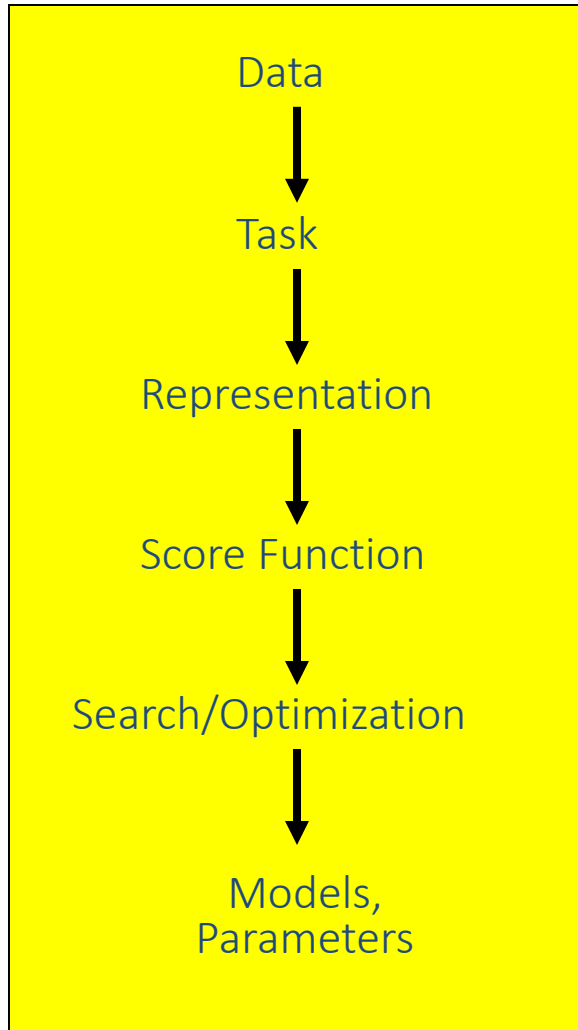 Data
Task
Representation
Score Function
Search/Optimization
Models,
Parameters